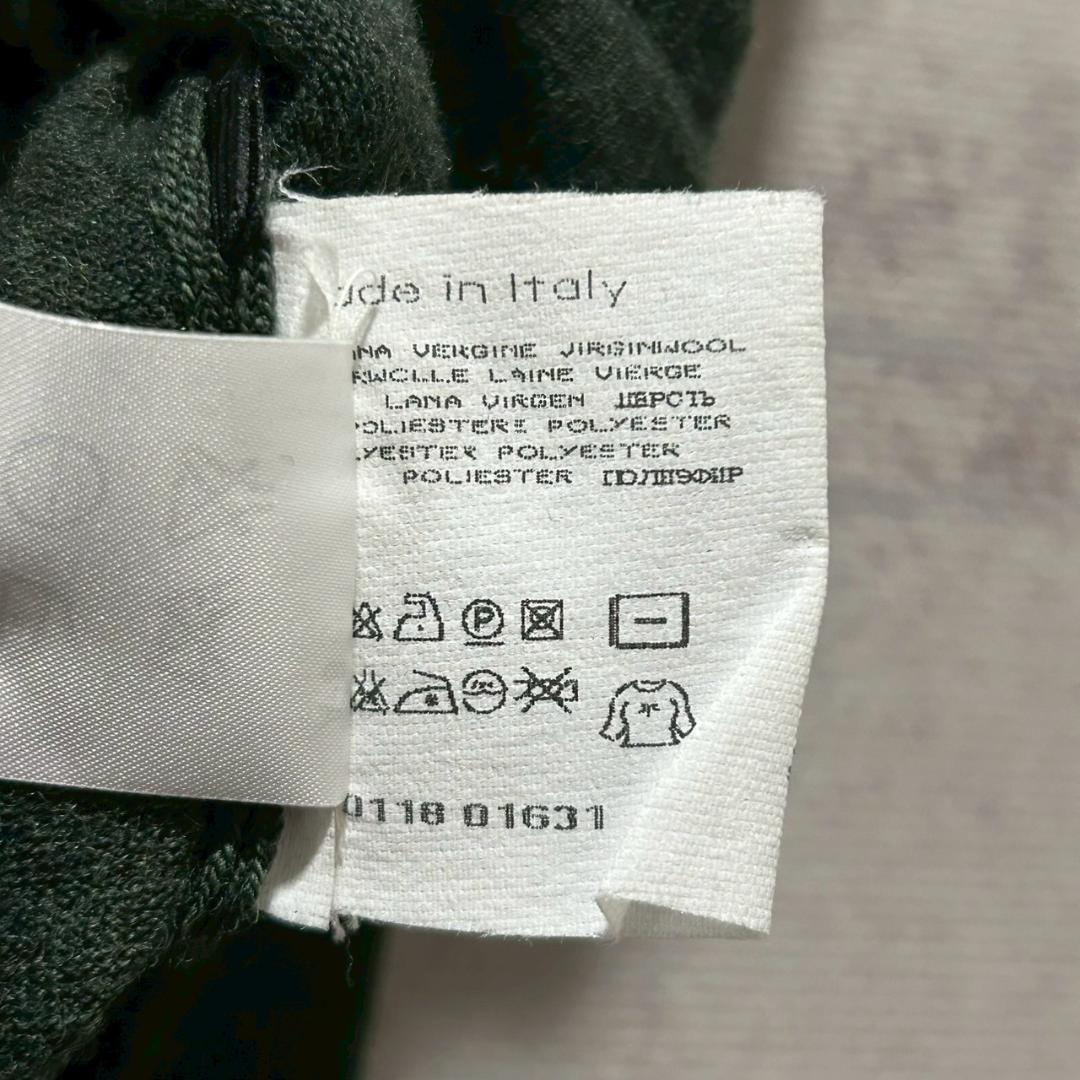 ade in Italy
ANA VERGINE VIRGINWOOL
RWOLLE LAINE VIERGE
LANA VIRGEN ШЕРСТЬ
POLIESTERE POLYESTER
LYESTER POLYESTER
POLIESTER ПОЛИЭФИР
P
0118 01631